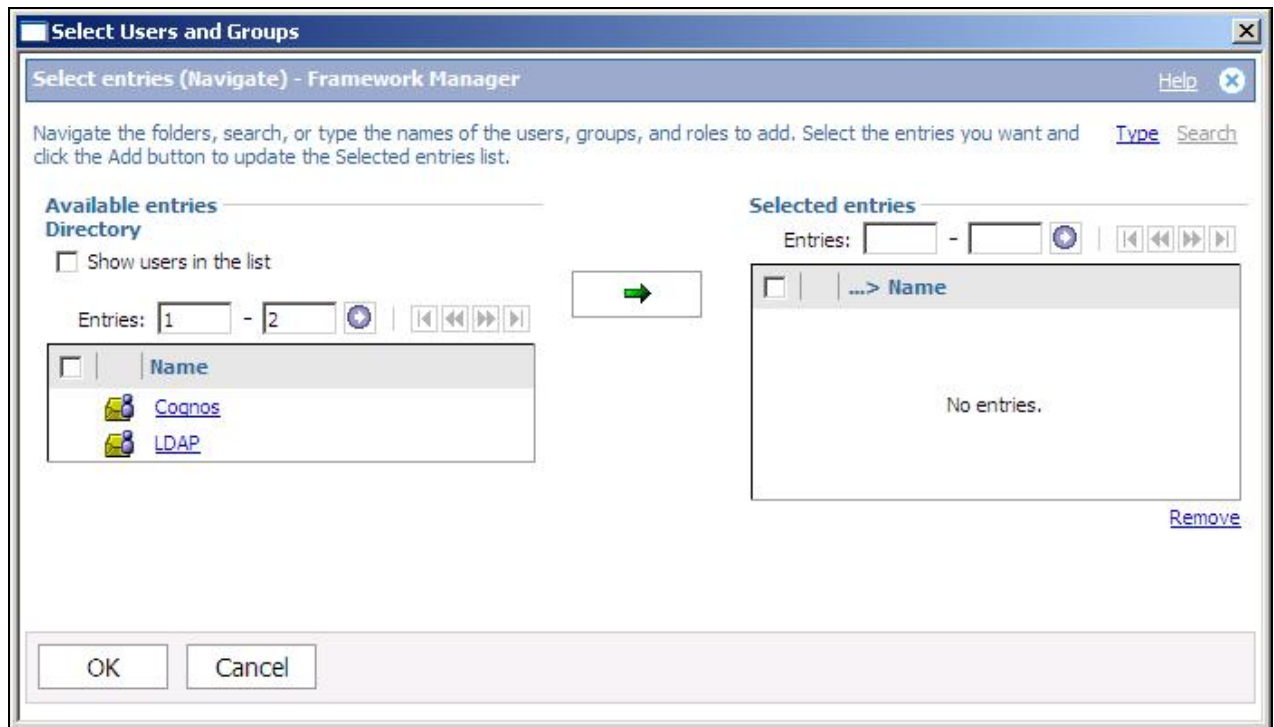 Select Users and Groups
Select entries (Navigate) - Framework Manager
Help
Navigate the folders, search, or type the names of the users, groups, and roles to add. Select the entries you want and
click the Add button to update the Selected entries list.
Type Search
Available entries
Directory
Show users in the list
Entries: 1 - 2
Name
Cognos
LDAP
Selected entries
Entries: -
...> Name
No entries.
Remove
OK
Cancel